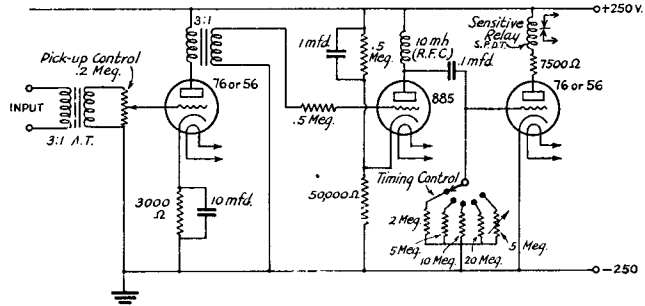 3:1
+250 V.
Pick-up Control
.2 Meg.
76 or 56
1 mfd.
.5
Meg.
10 mh
(R.F.C.)
.1 mfd.
Sensitive
Relay
S.P.D.T.
7500Ω
76 or 56
INPUT
3:1 A.T.
.5 Meg.
885
3000
Ω
10 mfd.
50,000Ω
Timing Control
2 Meg.
5 Meg.
10 Meg.
20 Meg.
5 Meg.
-250